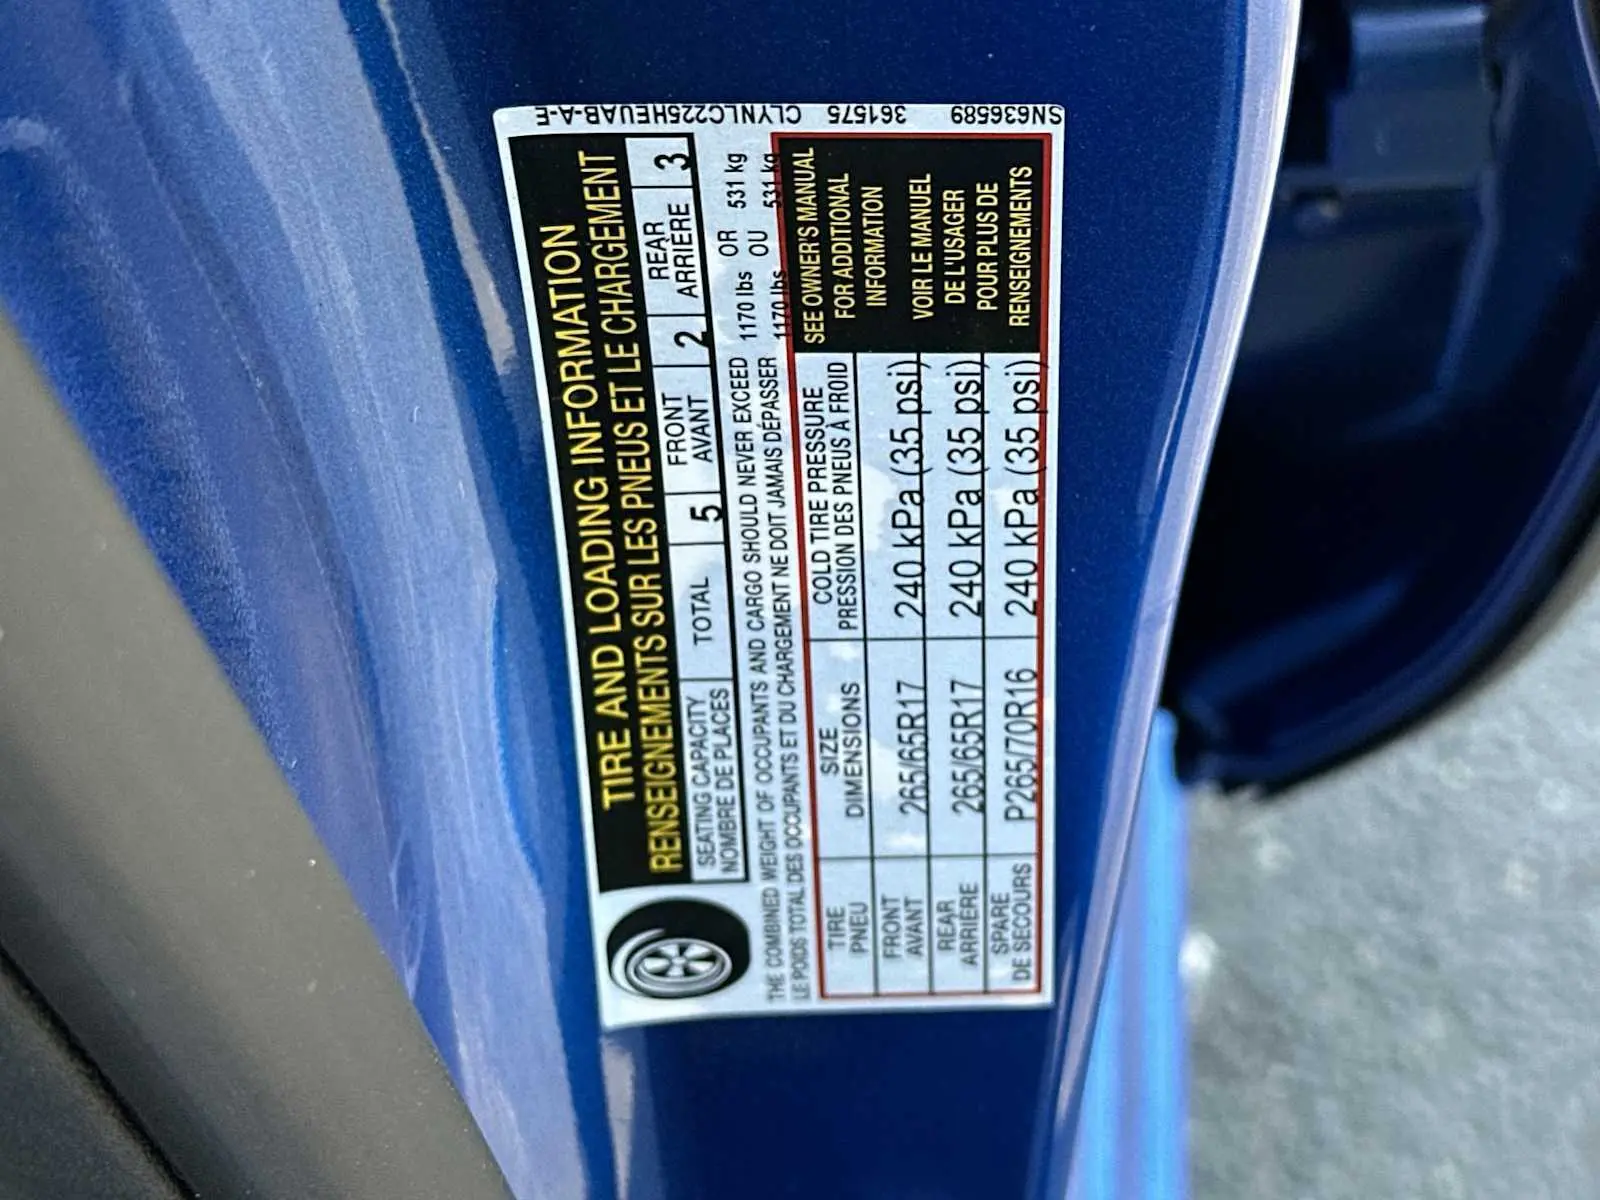 TIRE AND LOADING INFORMATION
RENSEIGNEMENTS SUR LES PNEUS ET LE CHARGEMENT
SEATING CAPACITY
NOMBRE DE PLACES
TOTAL 5
FRONT
AVANT
2
REAR
ARRIÈRE
3
THE COMBINED WEIGHT OF OCCUPANTS AND CARGO SHOULD NEVER EXCEED 1170 lbs OR 531 kg
LE POIDS TOTAL DES OCCUPANTS ET DU CHARGEMENT NE DOIT JAMAIS DÉPASSER 1170 lbs OU 531 kg
TIRE
PNEU
SIZE
DIMENSIONS
COLD TIRE PRESSURE
PRESSION DES PNEUS À FROID
FRONT
AVANT
265/65R17 240 kPa (35 psi)
REAR
ARRIÈRE
265/65R17 240 kPa (35 psi)
SPARE
DE SECOURS
P265/70R16 240 kPa (35 psi)
SEE OWNER'S MANUAL
FOR ADDITIONAL
INFORMATION
VOIR LE MANUEL
DE L'USAGER
POUR PLUS DE
RENSEIGNEMENTS
SN636589 361575 CLYNLC225HEUAB-A-E